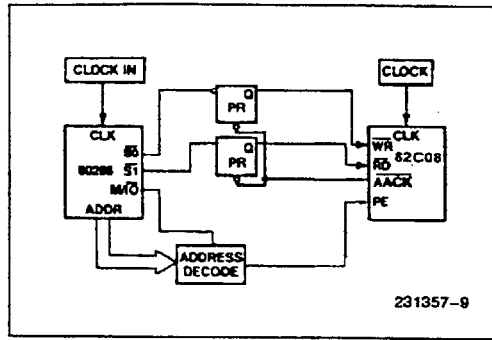 CLOCK IN
CLOCK
Q
PR
CLK
S0
80286
S1
M/IO
ADDR
Q
PR
CLK
WR
82C08
RD
AACK
PE
ADDRESS
DECODE
231357-9